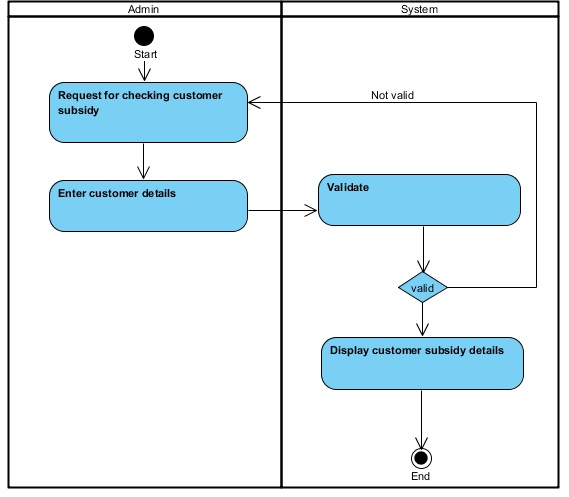 Admin
System
Start
Request for checking customer
subsidy
Not valid
Enter customer details
Validate
valid
Display customer subsidy details
End